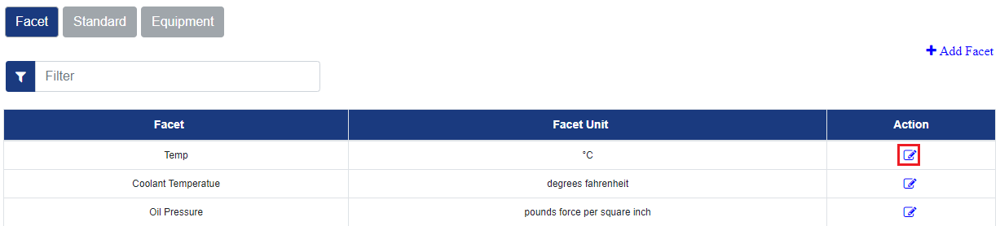 Facet Standard Equipment
Add Facet
Filter
Facet Facet Unit Action
Temp °C
Coolant Temperatue degrees fahrenheit
Oil Pressure pounds force per square inch